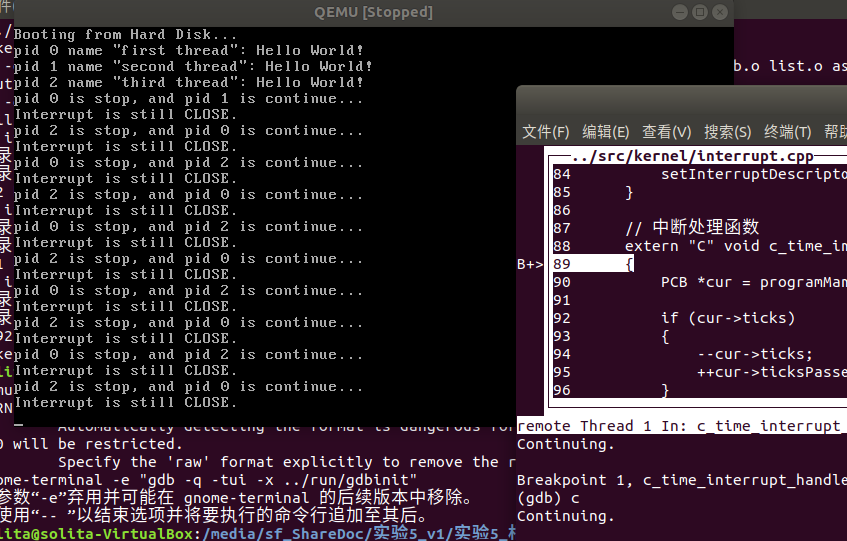 QEMU [Stopped]
Booting from Hard Disk...
pid 0 name "first thread": Hello World!
pid 1 name "second thread": Hello World!
pid 2 name "third thread": Hello World!
pid 0 is stop, and pid 1 is continue...
Interrupt is still CLOSE.
pid 2 is stop, and pid 0 is continue...
Interrupt is still CLOSE.
pid 0 is stop, and pid 2 is continue...
Interrupt is still CLOSE.
pid 2 is stop, and pid 0 is continue...
Interrupt is still CLOSE.
pid 0 is stop, and pid 2 is continue...
Interrupt is still CLOSE.
pid 2 is stop, and pid 0 is continue...
Interrupt is still CLOSE.
pid 0 is stop, and pid 2 is continue...
Interrupt is still CLOSE.
pid 2 is stop, and pid 0 is continue...
Interrupt is still CLOSE.
pid 0 is stop, and pid 2 is continue...
Interrupt is still CLOSE.
pid 2 is stop, and pid 0 is continue...
Interrupt is still CLOSE.
b.o list.o as
文件(F) 编辑(E) 查看(V) 搜索(S) 终端(T) 帮助
../src/kernel/interrupt.cpp
84 setInterruptDescripto
85 }
86
87 // 中断处理函数
88 extern "C" void c_time_in
B+> 89 {
90 PCB *cur = programMan
91
92 if (cur->ticks)
93 {
94 --cur->ticks;
95 ++cur->ticksPasse
96 }
remote Thread 1 In: c_time_interrupt_
Continuing.

Breakpoint 1, c_time_interrupt_handle
(gdb) c
Continuing.
Automatically detecting the format is dangerous for
0 will be restricted.
Specify the 'raw' format explicitly to remove the r
ome-terminal -e "gdb -q -tui -x ../run/gdbinit"
参数“-e”弃用并可能在 gnome-terminal 的后续版本中移除。
使用“-- ”以结束选项并将要执行的命令行追加至其后。
lita@solita-VirtualBox:/media/sf_ShareDoc/实验5_v1/实验5_